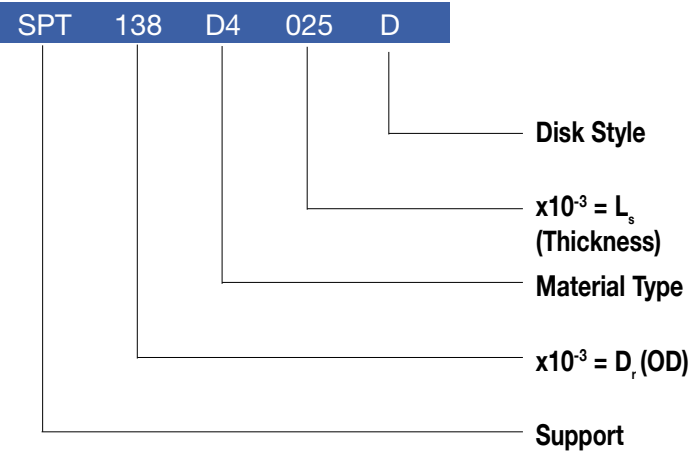 SPT 138 D4 025 D
Disk Style
x10⁻³ = Lₛ
(Thickness)
Material Type
x10⁻³ = Dᵣ (OD)
Support